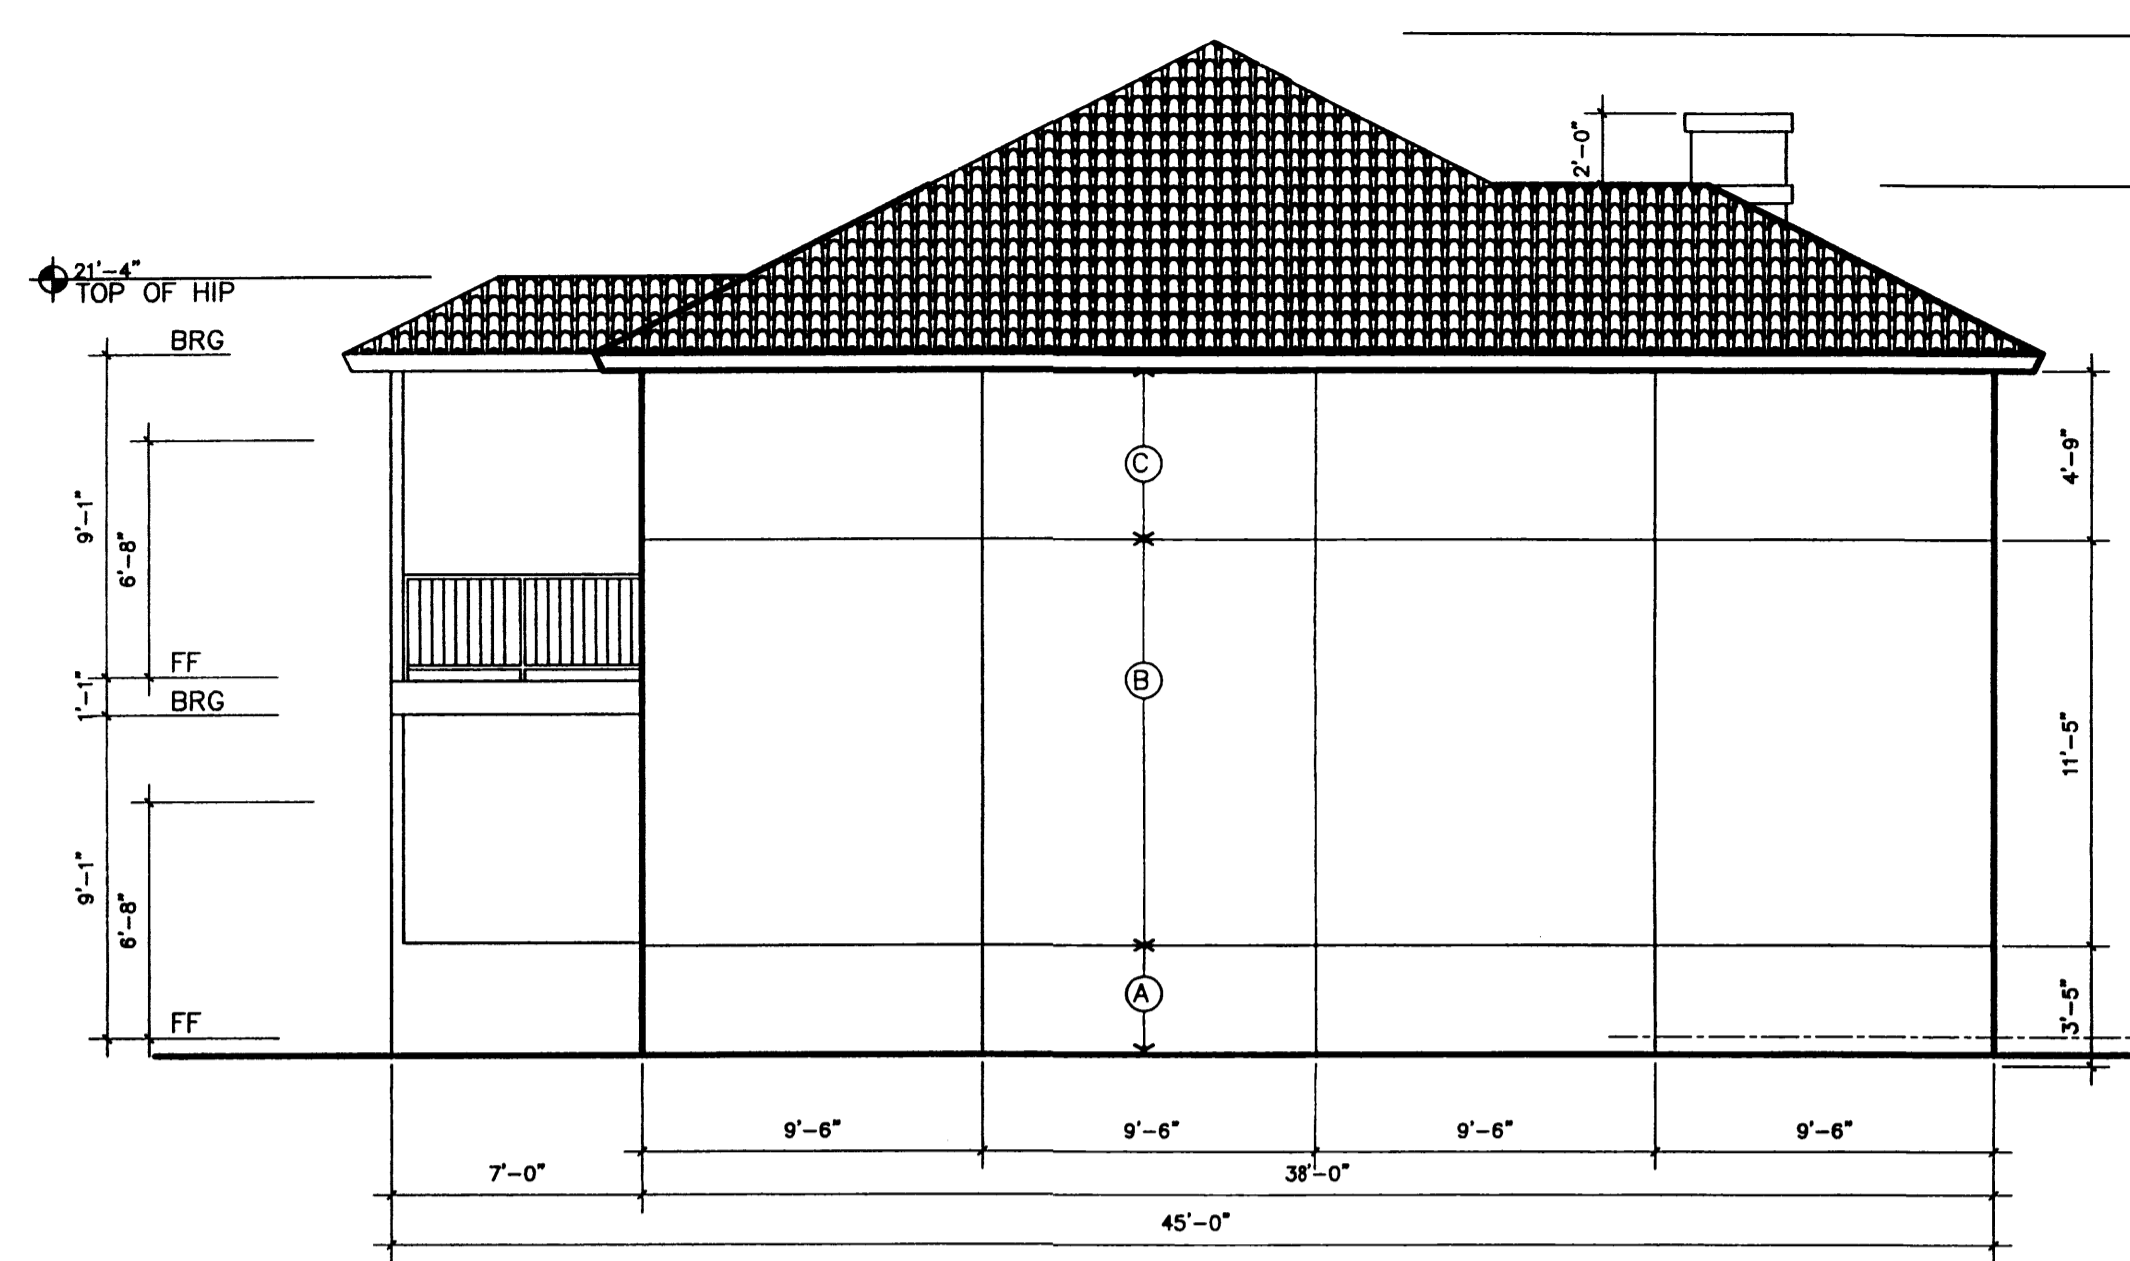 2'-0"
21'-4"
TOP OF HIP
BRG
C
4'-9"
9'-1"
6'-8"
FF
1'-1"
BRG
B
11'-5"
9'-1"
6'-8"
A
3'-5"
FF
9'-6" 9'-6" 9'-6" 9'-6"
7'-0" 38'-0"
45'-0"